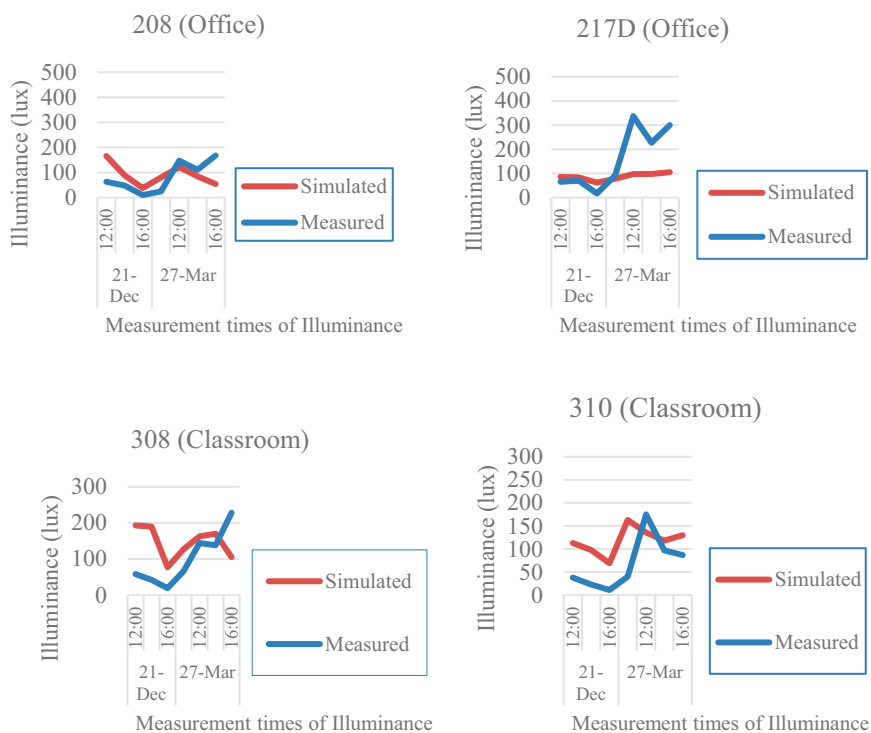 208 (Office)
Illuminance (lux)
500
400
300
200
100
0
12:00
16:00
12:00
16:00
21-
Dec
27-Mar
Measurement times of Illuminance
Simulated
Measured
217D (Office)
Illuminance (lux)
500
400
300
200
100
0
12:00
16:00
12:00
16:00
21-
Dec
27-Mar
Measurement times of Illuminance
Simulated
Measured
308 (Classroom)
Illuminance (lux)
300
200
100
0
12:00
16:00
12:00
16:00
21-
Dec
27-Mar
Measurement times of Illuminance
Simulated
Measured
310 (Classroom)
Illuminance (lux)
300
250
200
150
100
50
0
12:00
16:00
12:00
16:00
21-
Dec
27-Mar
Measurement times of Illuminance
Simulated
Measured